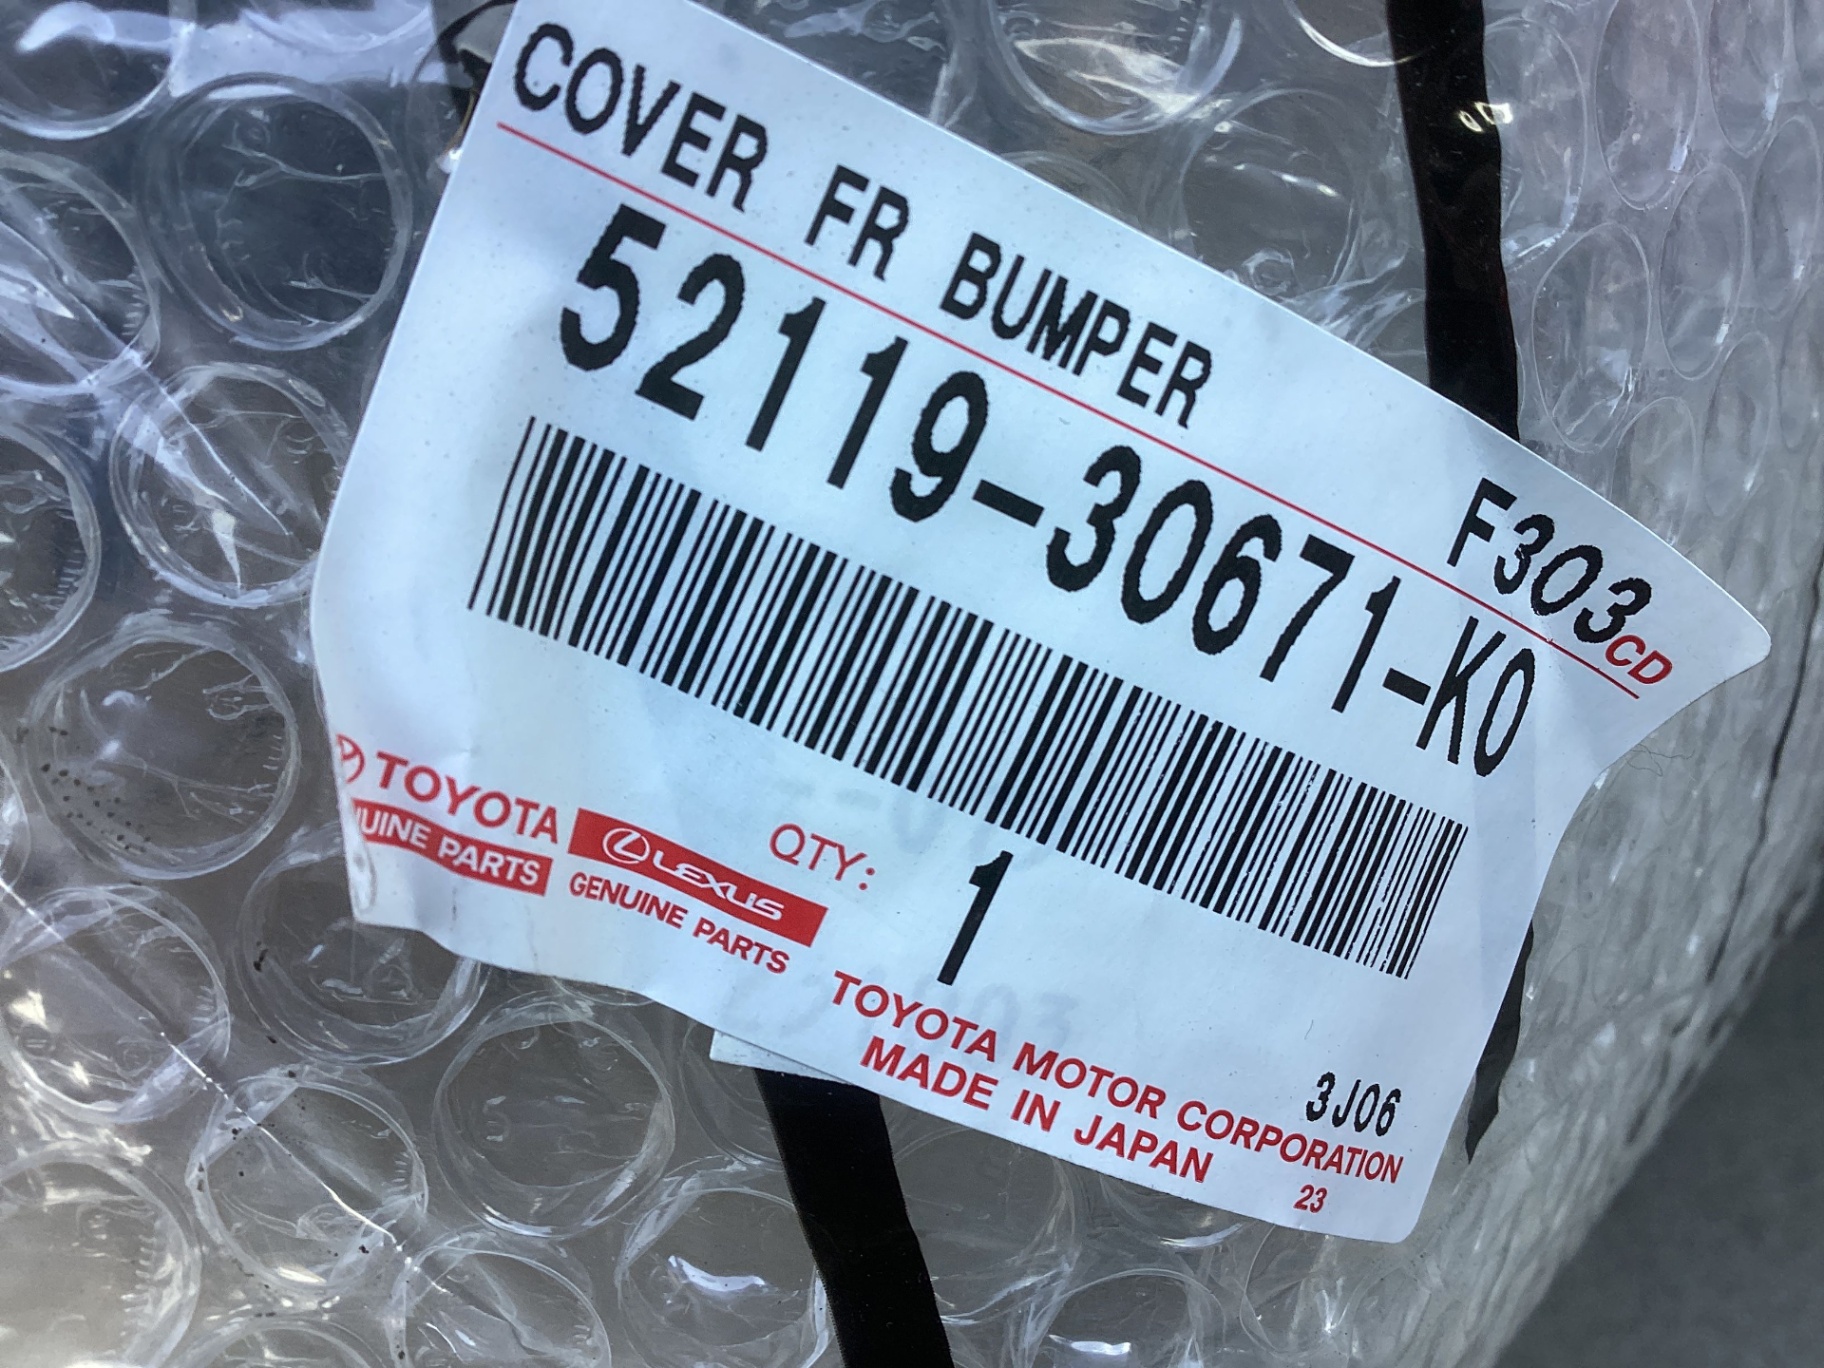 COVER FR BUMPER
F303
CD
52119-30671-K0
TOYOTA
UINE PARTS
LEXUS
GENUINE PARTS
QTY:
1
3J06
TOYOTA MOTOR CORPORATION
MADE IN JAPAN
23